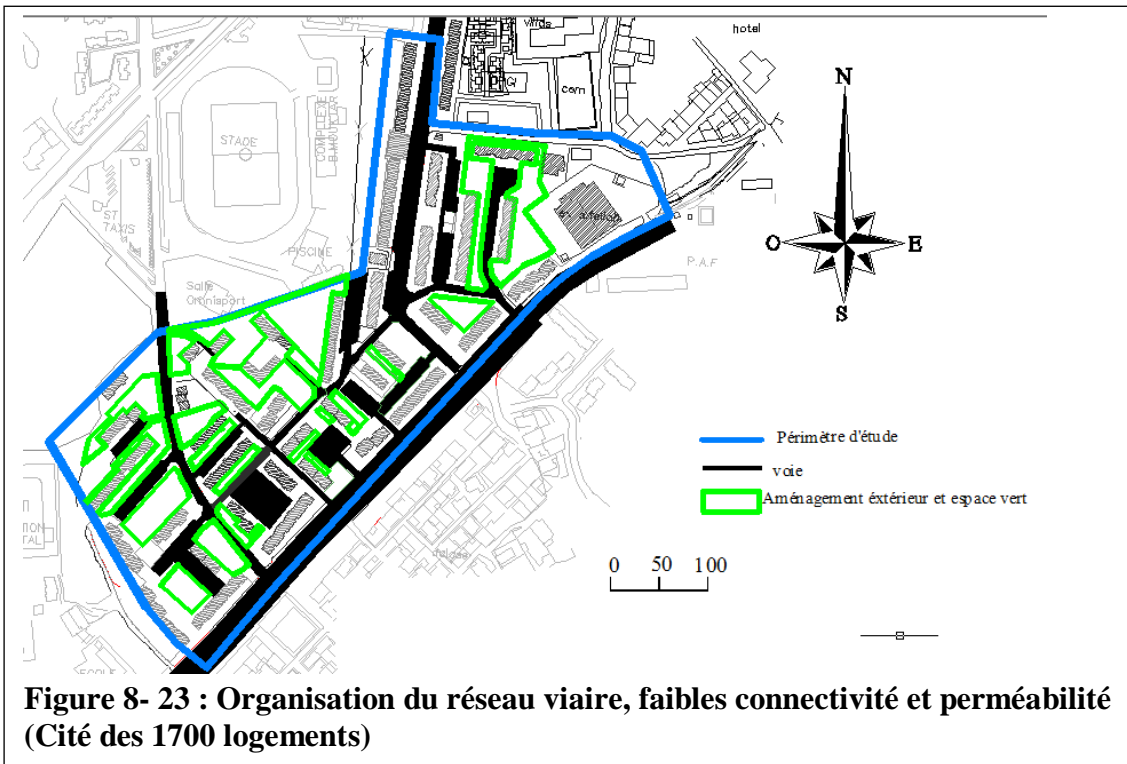 hotel
com
STADE
COMPLEXE
ST
TAXIS
PISCINE
Salle
Omnisport
P.A.F
N
O
E
S
Périmètre d'étude
voie
Aménagement éxtérieur et espace vert
0 50 100
ECOLE
Figure 8- 23 : Organisation du réseau viaire, faibles connectivité et perméabilité
(Cité des 1700 logements)